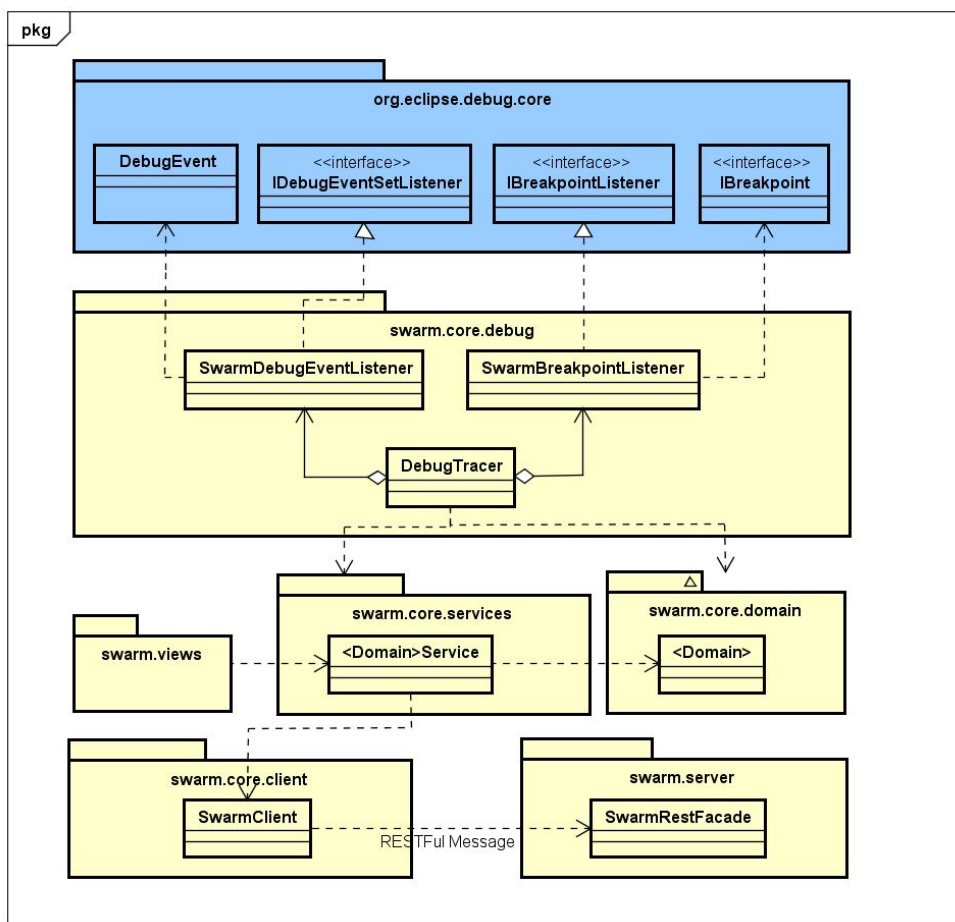 pkg
org.eclipse.debug.core
DebugEvent
<<interface>>
IDebugEventSetListener
<<interface>>
IBreakpointListener
<<interface>>
IBreakpoint
swarm.core.debug
SwarmDebugEventListener
SwarmBreakpointListener
DebugTracer
swarm.core.services
swarm.core.domain
swarm.views
<Domain>Service
<Domain>
swarm.core.client
swarm.server
SwarmClient
SwarmRestFacade
RESTFul Message